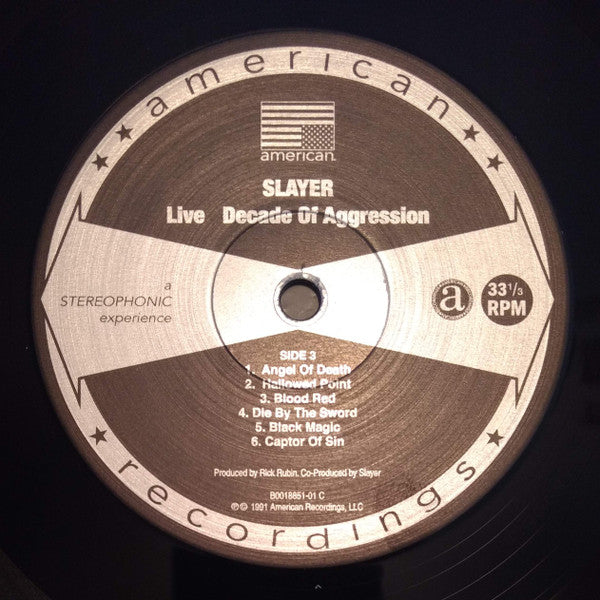 american
american
SLAYER
Live Decade Of Aggression
a
STEREOPHONIC
experience
a
33 1/3
RPM
SIDE 3
1. Angel Of Death
2. Hallowed Point
3. Blood Red
4. Die By The Sword
5. Black Magic
6. Captor Of Sin
Produced by Rick Rubin. Co-Produced by Slayer
B0018851-01 C
℗ © 1991 American Recordings, LLC
recordings